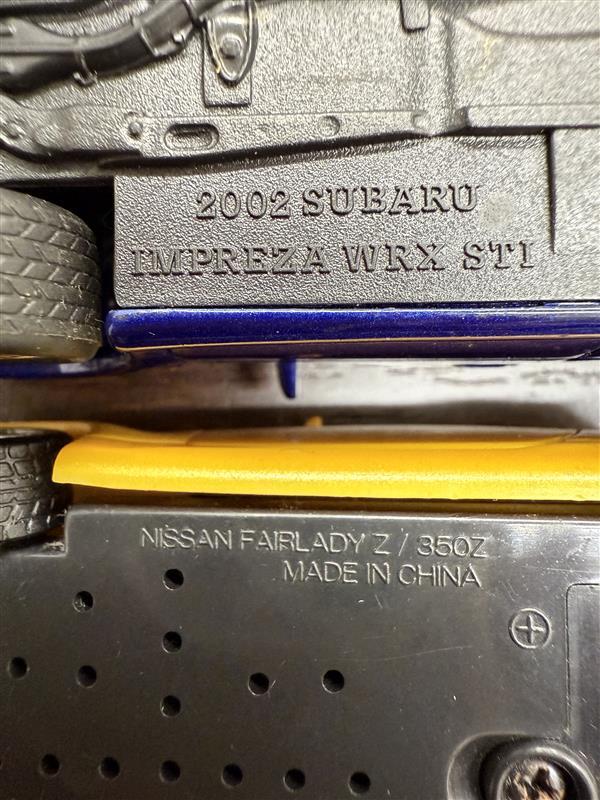 2002 SUBARU
IMPREZA WRX STI
NISSAN FAIRLADY Z / 350Z
MADE IN CHINA